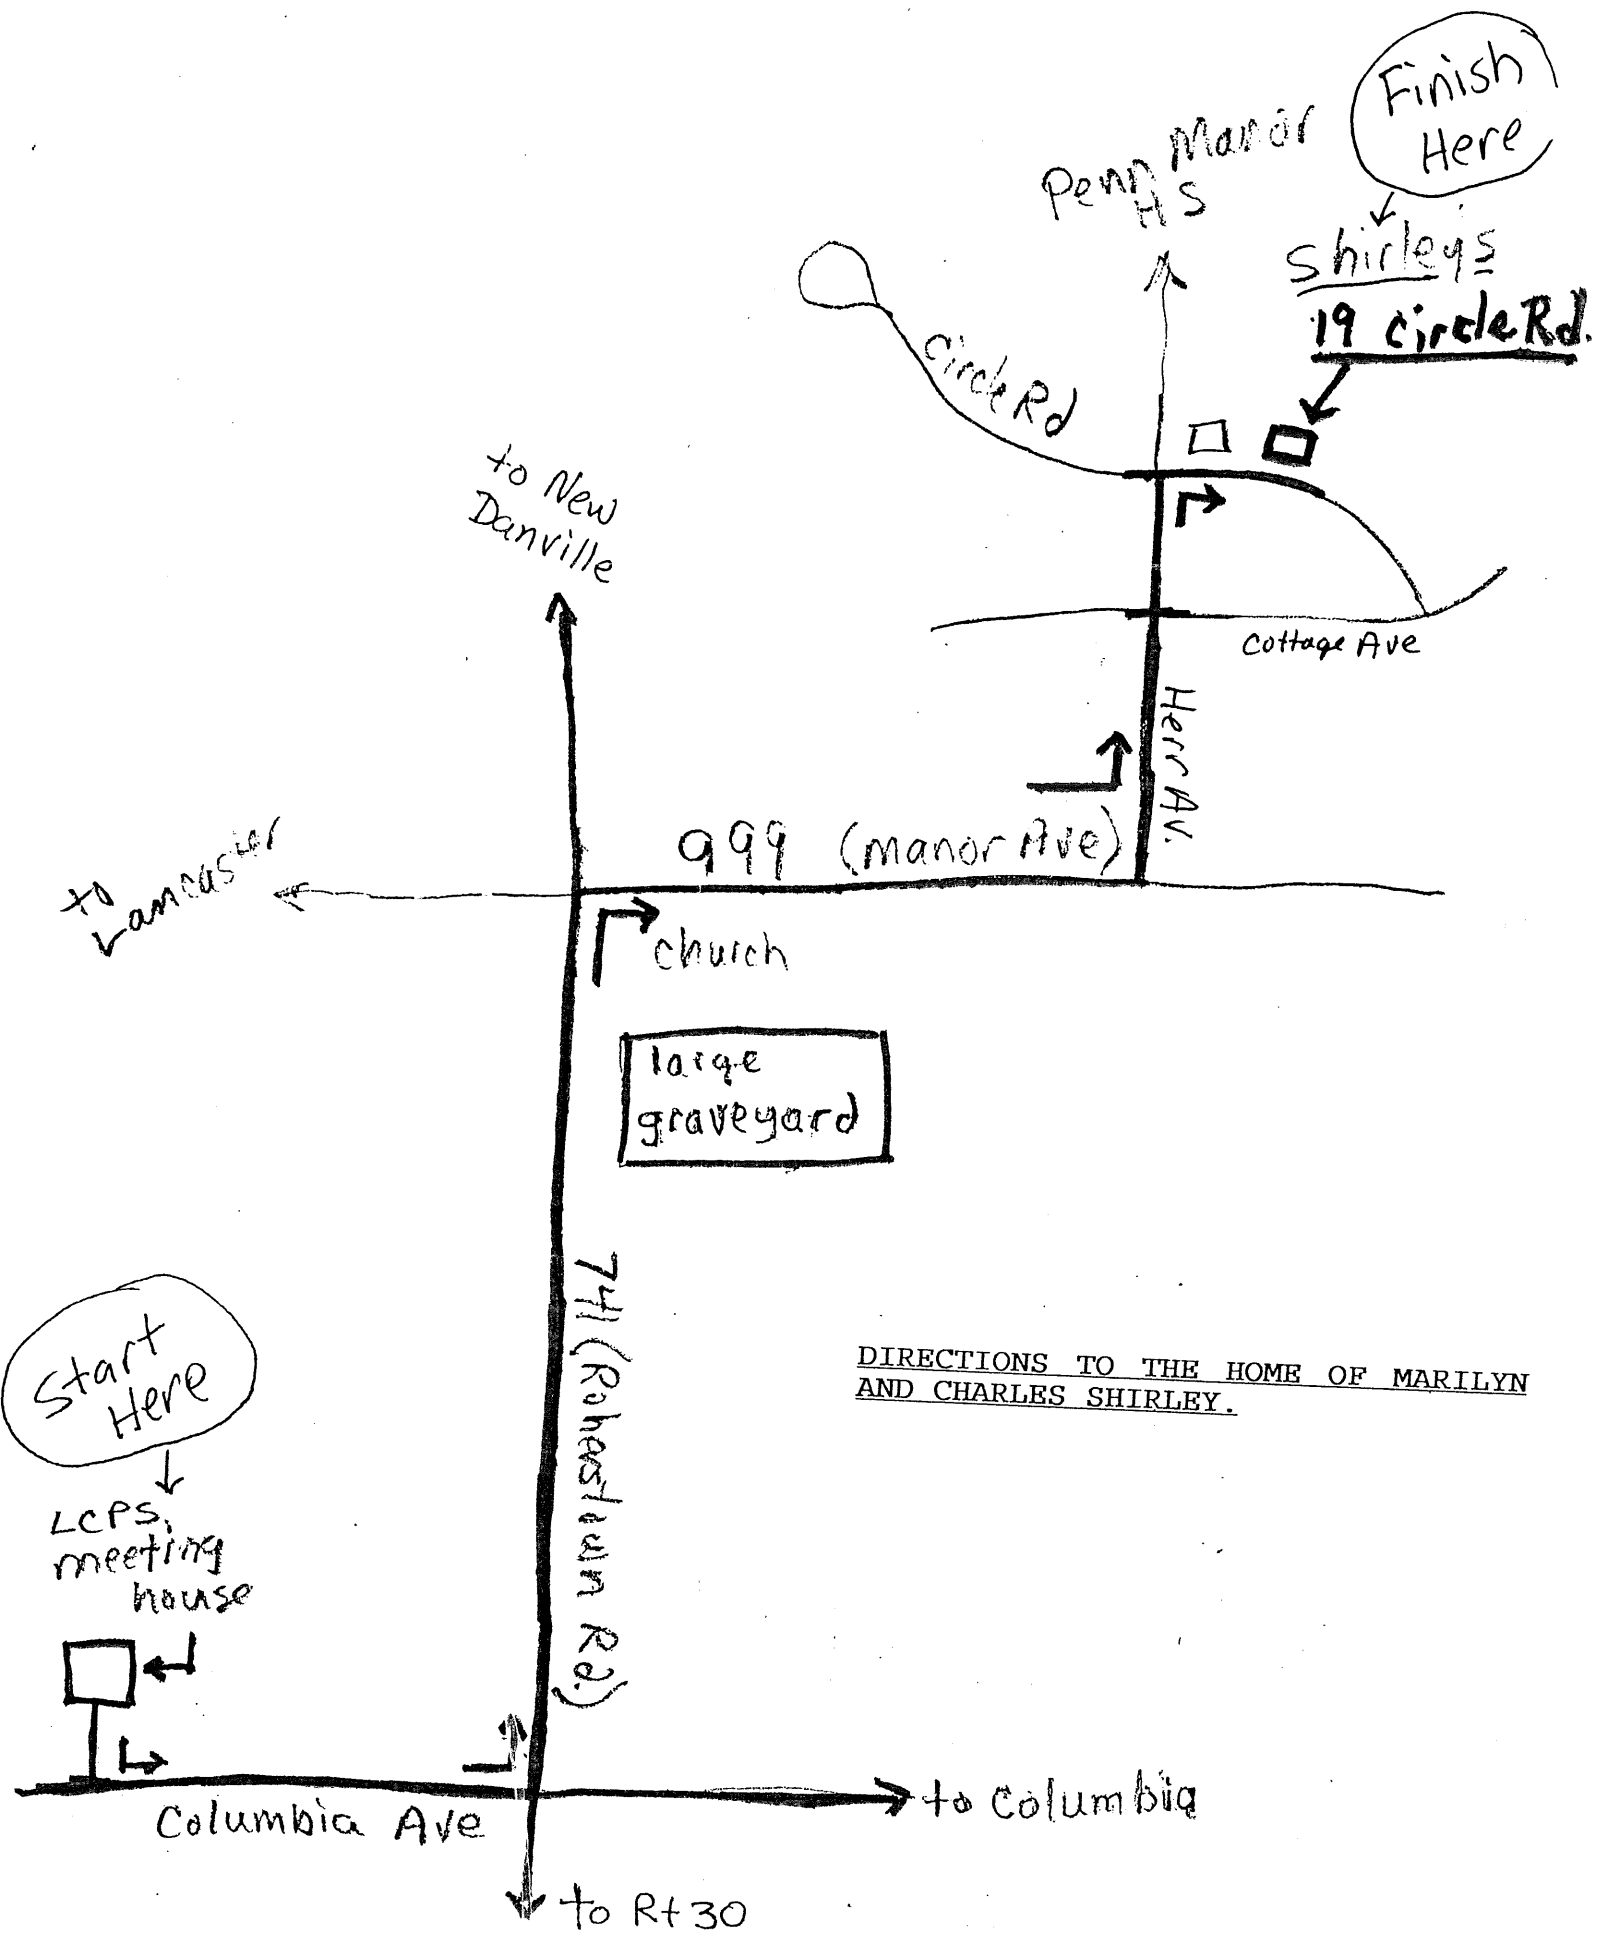 Finish
Here
Penn Manor
HS
Shirleys
19 Circle Rd.
Circle Rd
to New
Danville
Cottage Ave
Herr Av.
999 (Manor Ave)
to
Lancaster
church
large
graveyard
741 (Rohrerstown Rd.)
DIRECTIONS TO THE HOME OF MARILYN
AND CHARLES SHIRLEY.
Start
Here
LCPS,
meeting
house
Columbia Ave
to Columbia
to Rt 30